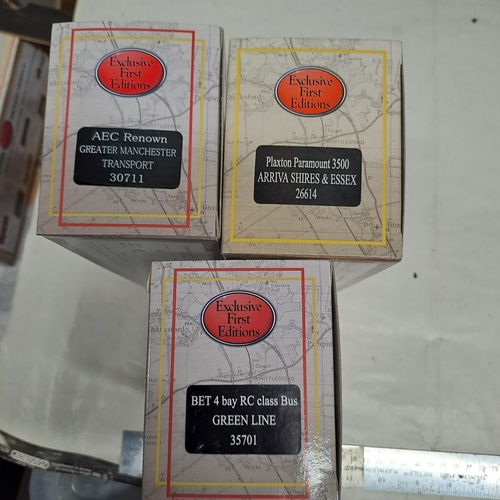 Exclusive
First
Editions
AEC Renown
GREATER MANCHESTER
TRANSPORT
30711
Exclusive
First
Editions
Plaxton Paramount 3500
ARRIVA SHIRES & ESSEX
26614
Exclusive
First
Editions
WHITTLESFORD
BET 4 bay RC class Bus
GREEN LINE
35701